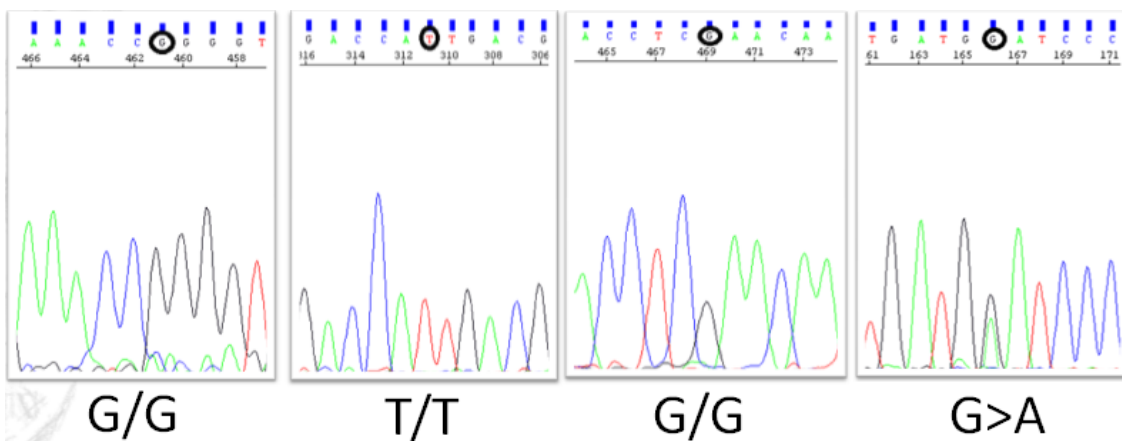 A A A C C G G G G T
466 464 462 460 458
G A C C A T T G A C G
316 314 312 310 308 306
A C C T C G A A C A A
465 467 469 471 473
T G A T G G A T C C C
61 163 165 167 169 171
G/G
T/T
G/G
G>A